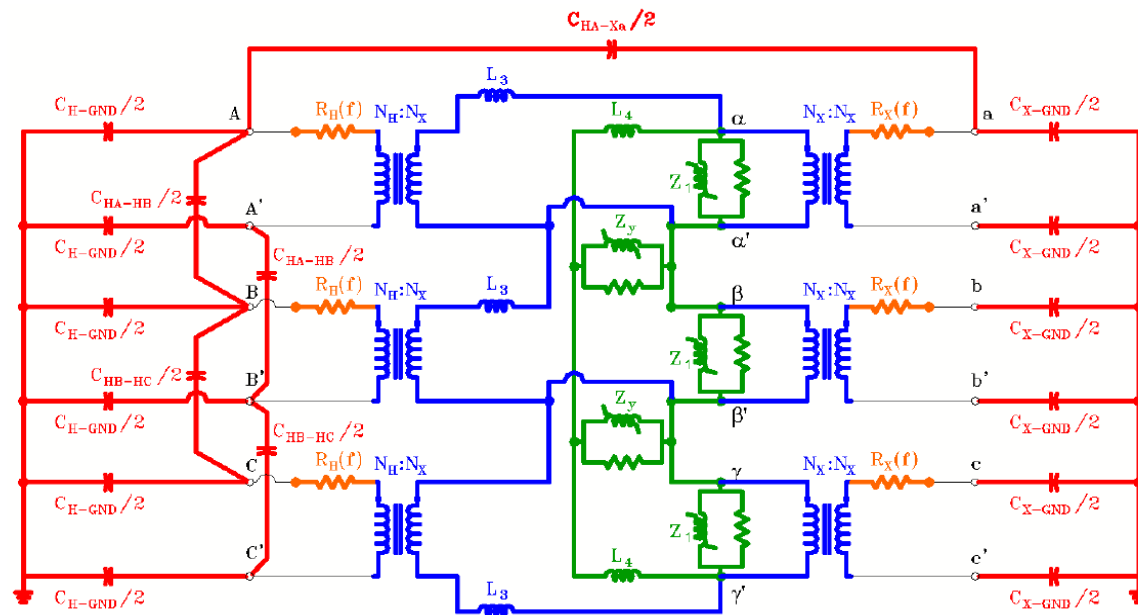 C_HA-Xa/2
L_3
C_H-GND/2
A
R_H(f)
N_H:N_X
L_4
α
N_X:N_X
R_X(f)
a
C_X-GND/2
Z_1
C_HA-HB/2
A'
α'
a'
C_H-GND/2
Z_y
C_X-GND/2
C_HA-HB/2
B
R_H(f)
N_H:N_X
L_3
β
N_X:N_X
R_X(f)
b
C_H-GND/2
C_X-GND/2
Z_1
C_HB-HC/2
B'
β'
b'
C_H-GND/2
Z_y
C_X-GND/2
C_HB-HC/2
C
R_H(f)
N_H:N_X
γ
N_X:N_X
R_X(f)
c
C_H-GND/2
C_X-GND/2
Z_1
C'
L_4
c'
C_H-GND/2
L_3
γ'
C_X-GND/2